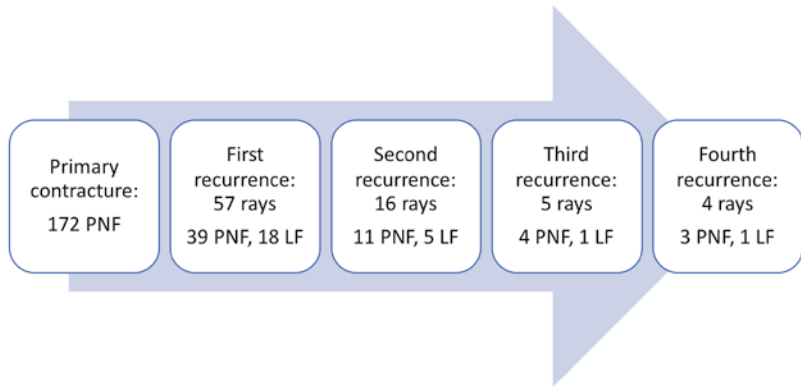 Primary
contracture:
172 PNF
First
recurrence:
57 rays
39 PNF, 18 LF
Second
recurrence:
16 rays
11 PNF, 5 LF
Third
recurrence:
5 rays
4 PNF, 1 LF
Fourth
recurrence:
4 rays
3 PNF, 1 LF